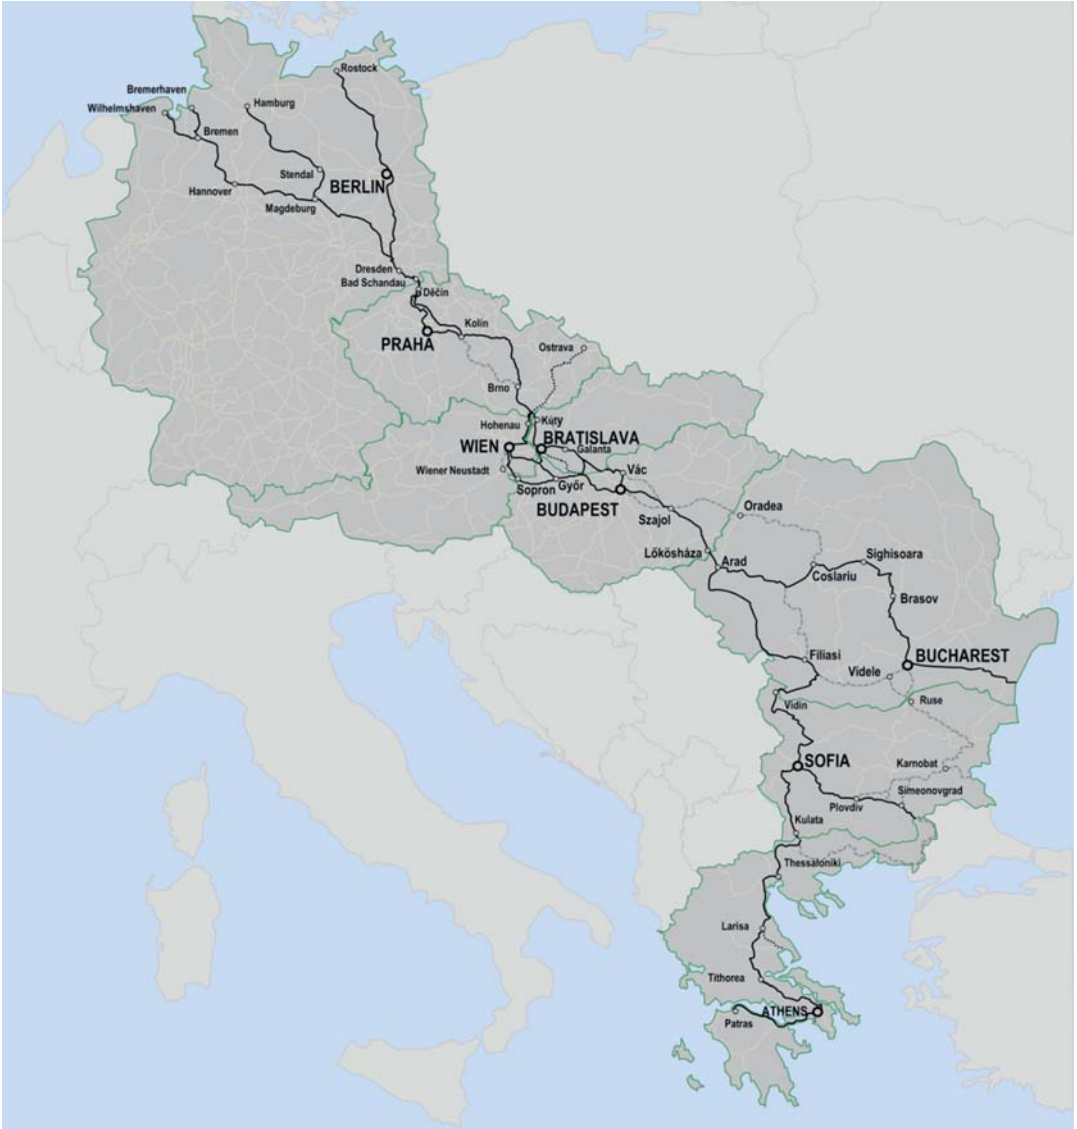 Rostock
Bremerhaven
Hamburg
Wilhelmshaven
Bremen
Stendal
BERLIN
Hannover
Magdeburg
Dresden
Bad Schandau
Děčín
Kolín
PRAHA
Ostrava
Brno
Kúty
Hohenau
BRATISLAVA
WIEN
Galanta
Wiener Neustadt
Vác
Sopron
Győr
BUDAPEST
Oradea
Szajol
Lőkösháza
Arad
Sighisoara
Coslariu
Brasov
Filiasi
BUCHAREST
Videle
Vidin
Ruse
SOFIA
Karnobat
Simeonovgrad
Plovdiv
Kulata
Thessaloniki
Larisa
Tithorea
ATHENS
Patras